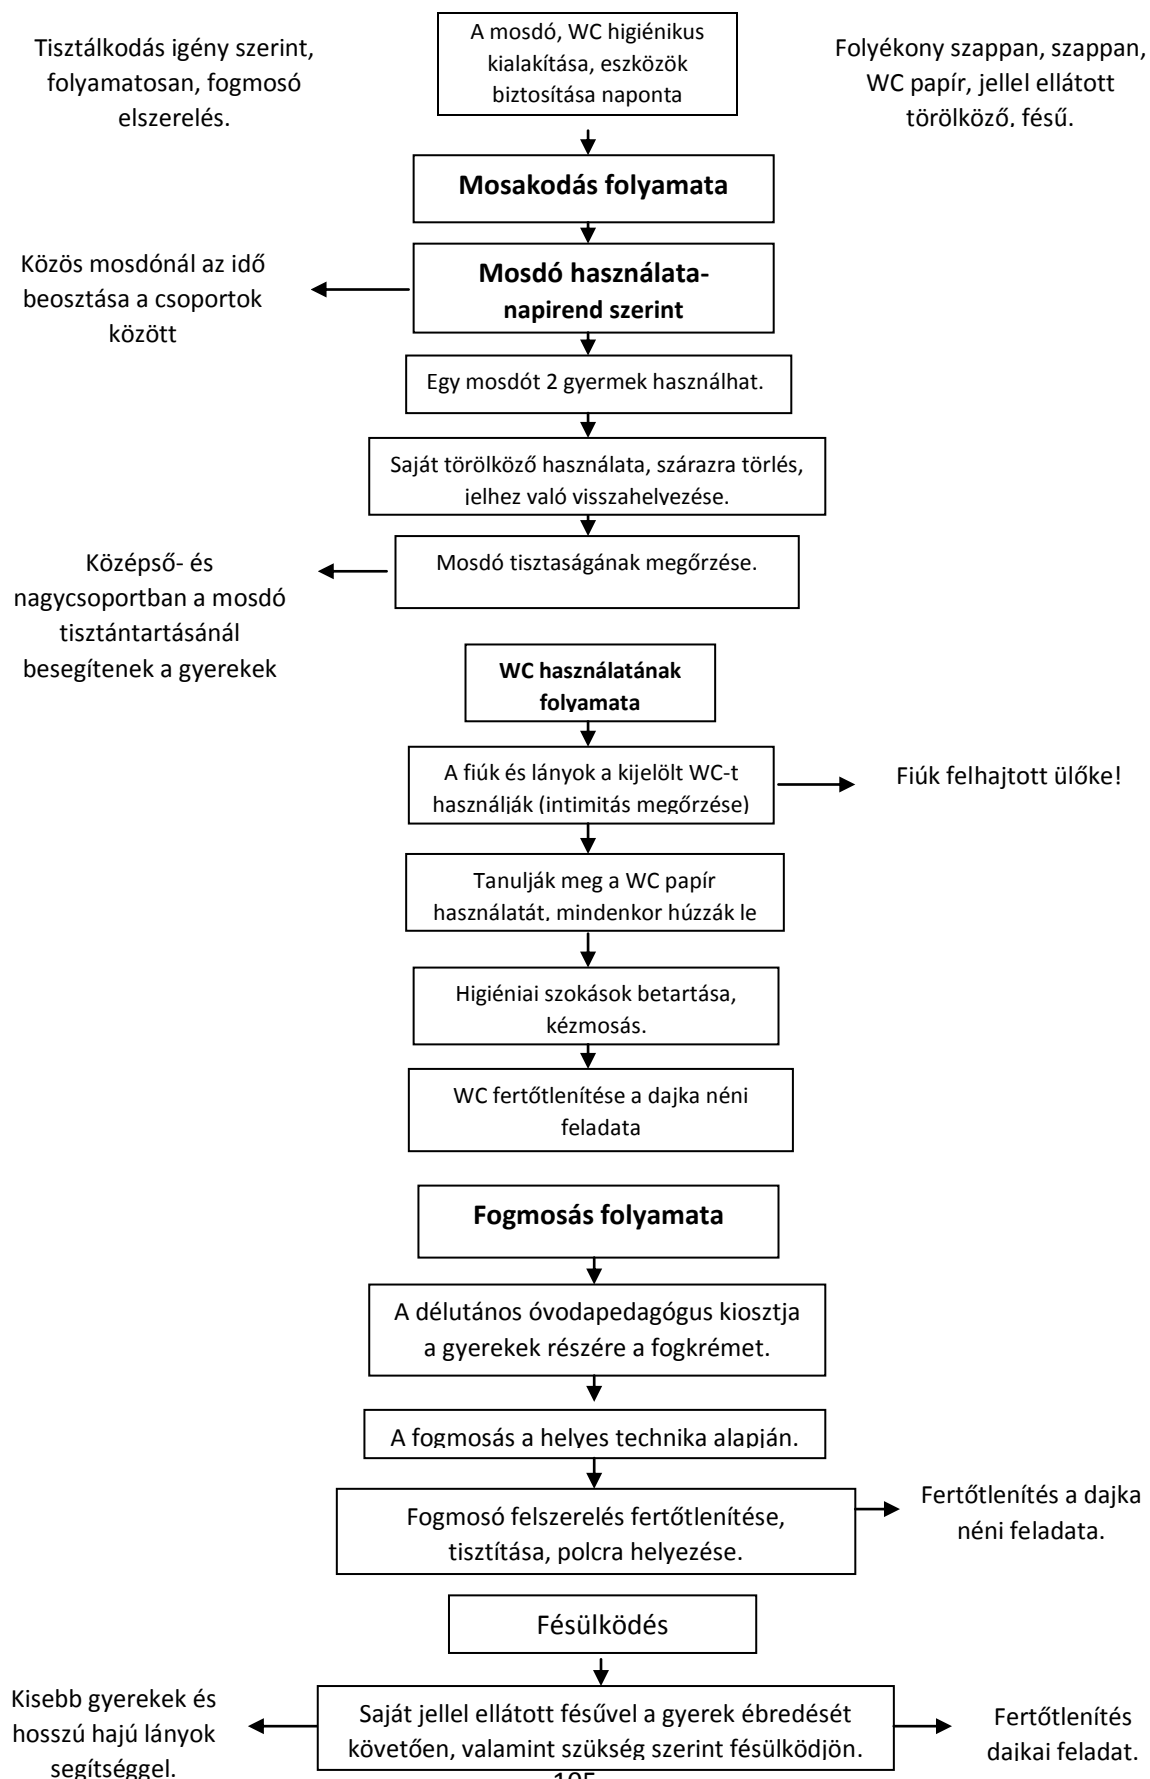 Tisztálkodás igény szerint,
folyamatosan, fogmosó
elszerelés.
A mosdó, WC higiénikus
kialakítása, eszközök
biztosítása naponta
Folyékony szappan, szappan,
WC papír, jellel ellátott
törölköző, fésű.
Mosakodás folyamata
Közös mosdónál az idő
beosztása a csoportok
között
Mosdó használata-
napirend szerint
Egy mosdót 2 gyermek használhat.
Saját törölköző használata, szárazra törlés,
jelhez való visszahelyezése.
Középső- és
nagycsoportban a mosdó
tisztántartásánál
besegítenek a gyerekek
Mosdó tisztaságának megőrzése.
WC használatának
folyamata
A fiúk és lányok a kijelölt WC-t
használják (intimitás megőrzése)
Fiúk felhajtott ülőke!
Tanulják meg a WC papír
használatát, mindenkor húzzák le
Higiéniai szokások betartása,
kézmosás.
WC fertőtlenítése a dajka néni
feladata
Fogmosás folyamata
A délutános óvodapedagógus kiosztja
a gyerekek részére a fogkrémet.
A fogmosás a helyes technika alapján.
Fogmosó felszerelés fertőtlenítése,
tisztítása, polcra helyezése.
Fertőtlenítés a dajka
néni feladata.
Fésülködés
Kisebb gyerekek és
hosszú hajú lányok
segítséggel.
Saját jellel ellátott fésűvel a gyerek ébredését
követően, valamint szükség szerint fésülködjön.
Fertőtlenítés
dajkai feladat.
105